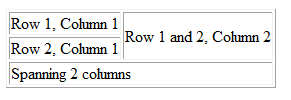 Row 1, Column 1
Row 1 and 2, Column 2
Row 2, Column 1
Spanning 2 columns